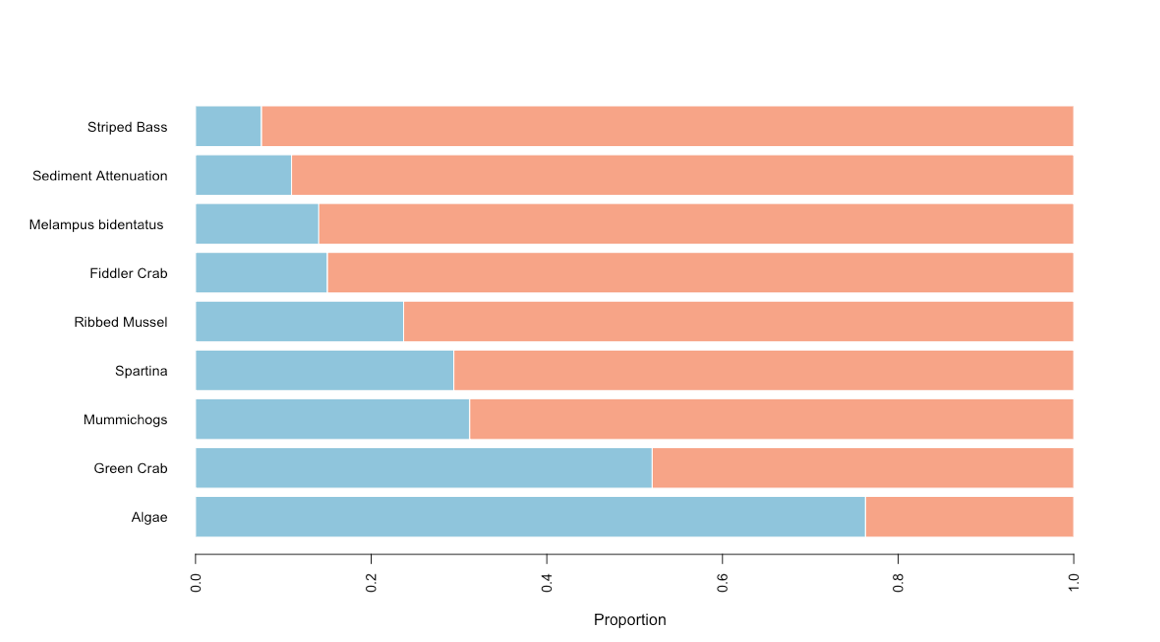 Striped Bass
Sediment Attenuation
Melampus bidentatus
Fiddler Crab
Ribbed Mussel
Spartina
Mummichogs
Green Crab
Algae
0.0 0.2 0.4 0.6 0.8 1.0
Proportion